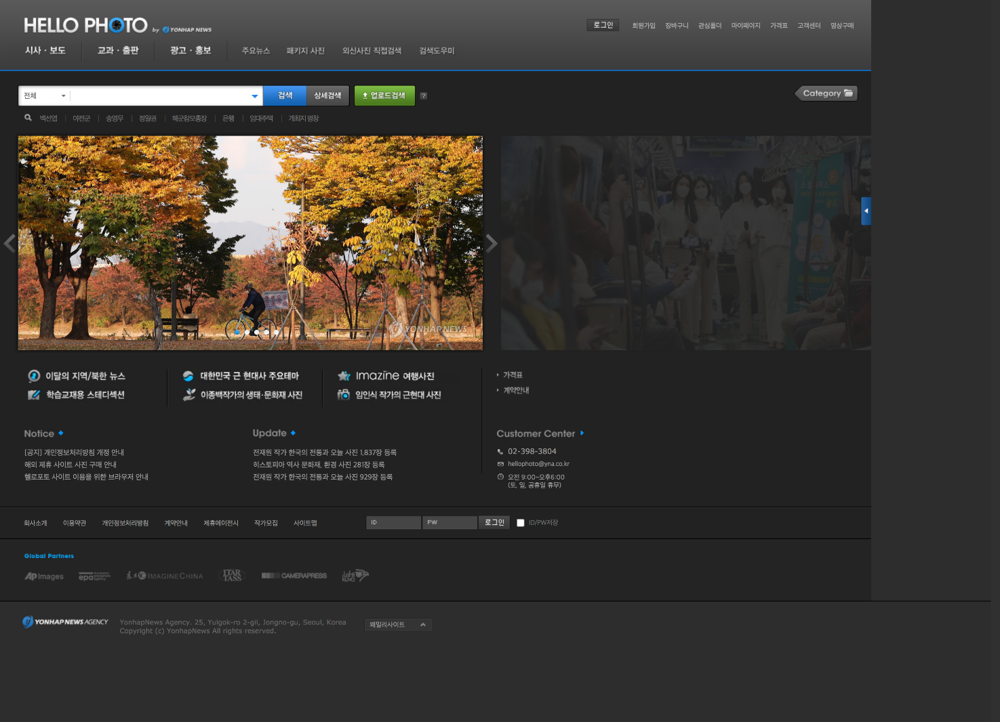 HELLO PHOTO by YONHAP NEWS
로그인 회원가입 장바구니 관심폴더 마이페이지 가격표 고객센터 영상구매
시사 · 보도 교과 · 출판 광고 · 홍보 주요뉴스 패키지 사진 외신사진 직접검색 검색도우미
전체 검색 상세검색 업로드검색 ? Category
백선엽 야전군 송영무 정일권 해군참모총장 은행 임대주택 개최지 평창
YONHAP NEWS
이달의 지역/북한 뉴스 대한민국 근 현대사 주요테마 Imazine 여행사진 가격표
학습교재용 스테디섹션 이종백작가의 생태·문화재 사진 임인식 작가의 근현대 사진 계약안내
Notice
[공지] 개인정보처리방침 개정 안내
해외 제휴 사이트 사진 구매 안내
헬로포토 사이트 이용을 위한 브라우저 안내
Update
전재원 작가 한국의 전통과 오늘 사진 1,837장 등록
히스토피아 역사 문화재, 환경 사진 281장 등록
전재원 작가 한국의 전통과 오늘 사진 929장 등록
Customer Center
02-398-3804
hellophoto@yna.co.kr
오전 9:00~오후6:00
(토, 일, 공휴일 휴무)
회사소개 이용약관 개인정보처리방침 계약안내 제휴에이전시 작가모집 사이트맵 ID PW 로그인 ID/PW저장
Global Partners
AP Images epa european pressphoto agency IMAGINECHINA ITAR TASS CAMERAPRESS Lehti KUVA
YONHAP NEWS AGENCY
YonhapNews Agency. 25, Yulgok-ro 2-gil, Jongno-gu, Seoul, Korea
Copyright (c) YonhapNews All rights reserved.
패밀리사이트